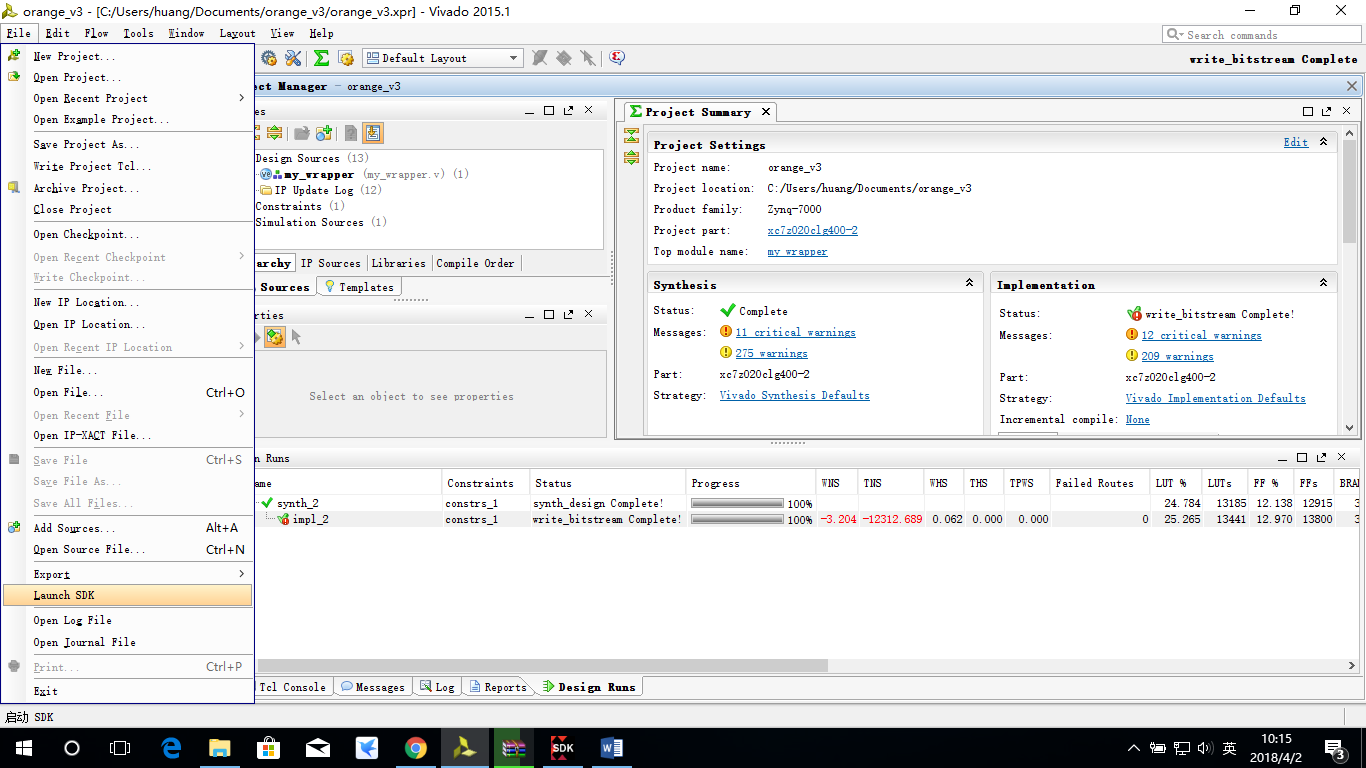 orange_v3 - [C:/Users/huang/Documents/orange_v3/orange_v3.xpr] - Vivado 2015.1
File Edit Flow Tools Window Layout View Help
Search commands
Default Layout
write_bitstream Complete
New Project...
Open Project...
Open Recent Project
Open Example Project...
Save Project As...
Write Project Tcl...
Archive Project...
Close Project
Open Checkpoint...
Open Recent Checkpoint
Write Checkpoint...
New IP Location...
Open IP Location...
Open Recent IP Location
New File...
Open File... Ctrl+O
Open Recent File
Open IP-XACT File...
Save File Ctrl+S
Save File As...
Save All Files...
Add Sources... Alt+A
Open Source File... Ctrl+N
Export
Launch SDK
Open Log File
Open Journal File
Print... Ctrl+P
Exit
ect Manager - orange_v3
es
Design Sources (13)
my_wrapper (my_wrapper.v) (1)
IP Update Log (12)
Constraints (1)
Simulation Sources (1)
archy IP Sources Libraries Compile Order
Sources Templates
erties
Select an object to see properties
Project Summary
Project Settings Edit
Project name: orange_v3
Project location: C:/Users/huang/Documents/orange_v3
Product family: Zynq-7000
Project part: xc7z020clg400-2
Top module name: my_wrapper
Synthesis
Status: Complete
Messages: 11 critical warnings
275 warnings
Part: xc7z020clg400-2
Strategy: Vivado Synthesis Defaults
Implementation
Status: write_bitstream Complete!
Messages: 12 critical warnings
209 warnings
Part: xc7z020clg400-2
Strategy: Vivado Implementation Defaults
Incremental compile: None
n Runs
ame Constraints Status Progress WNS TNS WHS THS TPWS Failed Routes LUT % LUTs FF % FFs BRA
synth_2 constrs_1 synth_design Complete! 100% 24.784 13185 12.138 12915 3
impl_2 constrs_1 write_bitstream Complete! 100% -3.204 -12312.689 0.062 0.000 0.000 0 25.265 13441 12.970 13800 3
Tcl Console Messages Log Reports Design Runs
启动 SDK
SDK
英
10:15
2018/4/2
3